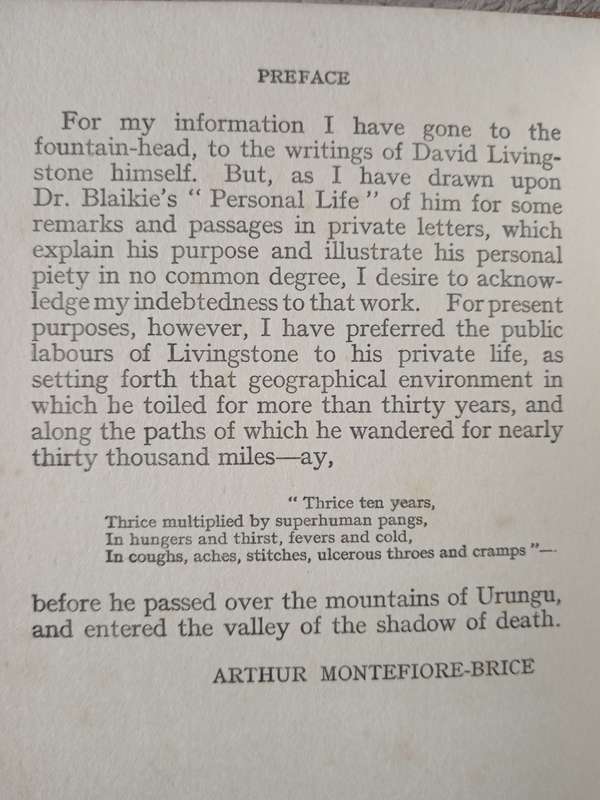 PREFACE
For my information I have gone to the
fountain-head, to the writings of David Living-
stone himself. But, as I have drawn upon
Dr. Blaikie's " Personal Life " of him for some
remarks and passages in private letters, which
explain his purpose and illustrate his personal
piety in no common degree, I desire to acknow-
ledge my indebtedness to that work. For present
purposes, however, I have preferred the public
labours of Livingstone to his private life, as
setting forth that geographical environment in
which he toiled for more than thirty years, and
along the paths of which he wandered for nearly
thirty thousand miles—ay,
" Thrice ten years,
Thrice multiplied by superhuman pangs,
In hungers and thirst, fevers and cold,
In coughs, aches, stitches, ulcerous throes and cramps "—
before he passed over the mountains of Urungu,
and entered the valley of the shadow of death.
ARTHUR MONTEFIORE-BRICE